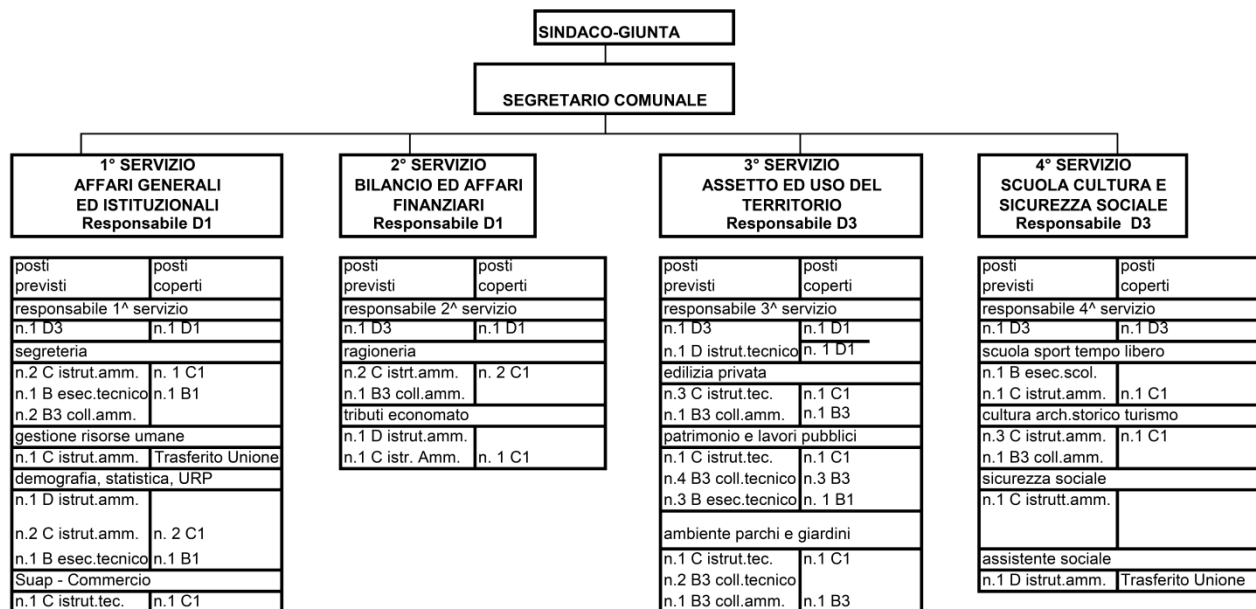 SINDACO-GIUNTA
SEGRETARIO COMUNALE
1° SERVIZIO
AFFARI GENERALI
ED ISTITUZIONALI
Responsabile D1
posti previsti posti coperti
responsabile 1^ servizio
n.1 D3 n.1 D1
segreteria
n.2 C istrut.amm. n. 1 C1
n.1 B esec.tecnico n.1 B1
n.2 B3 coll.amm.
gestione risorse umane
n.1 C istrut.amm. Trasferito Unione
demografia, statistica, URP
n.1 D istrut.amm.
n.2 C istrut.amm. n. 2 C1
n.1 B esec.tecnico n.1 B1
Suap - Commercio
n.1 C istrut.tec. n.1 C1
2° SERVIZIO
BILANCIO ED AFFARI
FINANZIARI
Responsabile D1
posti previsti posti coperti
responsabile 2^ servizio
n.1 D3 n.1 D1
ragioneria
n.2 C istrt.amm. n. 2 C1
n.1 B3 coll.amm.
tributi economato
n.1 D istrut.amm.
n.1 C istr. Amm. n. 1 C1
3° SERVIZIO
ASSETTO ED USO DEL
TERRITORIO
Responsabile D3
posti previsti posti coperti
responsabile 3^ servizio
n.1 D3 n.1 D1
n.1 D istrut.tecnico n. 1 D1
edilizia privata
n.3 C istrut.tec. n.1 C1
n.1 B3 coll.amm. n.1 B3
patrimonio e lavori pubblici
n.1 C istrut.tec. n.1 C1
n.4 B3 coll.tecnico n.3 B3
n.3 B esec.tecnico n. 1 B1
ambiente parchi e giardini
n.1 C istrut.tec. n.1 C1
n.2 B3 coll.tecnico
n.1 B3 coll.amm. n.1 B3
4° SERVIZIO
SCUOLA CULTURA E
SICUREZZA SOCIALE
Responsabile D3
posti previsti posti coperti
responsabile 4^ servizio
n.1 D3 n.1 D3
scuola sport tempo libero
n.1 B esec.scol.
n.1 C istrut.amm. n.1 C1
cultura arch.storico turismo
n.3 C istrut.amm. n.1 C1
n.1 B3 coll.amm.
sicurezza sociale
n.1 C istrutt.amm.
assistente sociale
n.1 D istrut.amm. Trasferito Unione